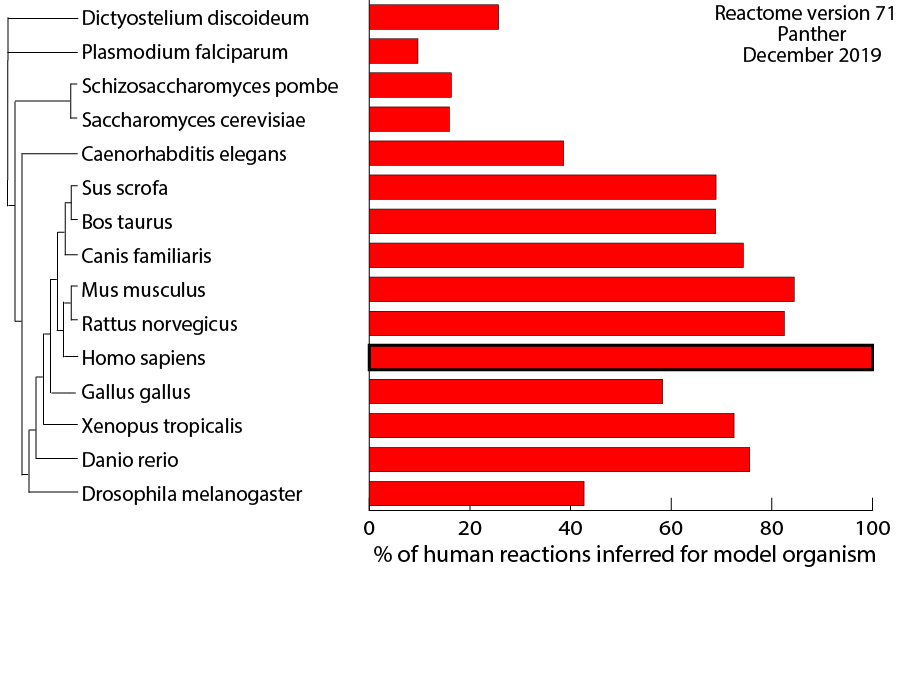 Dictyostelium discoideum
Plasmodium falciparum
Schizosaccharomyces pombe
Saccharomyces cerevisiae
Caenorhabditis elegans
Sus scrofa
Bos taurus
Canis familiaris
Mus musculus
Rattus norvegicus
Homo sapiens
Gallus gallus
Xenopus tropicalis
Danio rerio
Drosophila melanogaster
Reactome version 71
Panther
December 2019
0 20 40 60 80 100
% of human reactions inferred for model organism